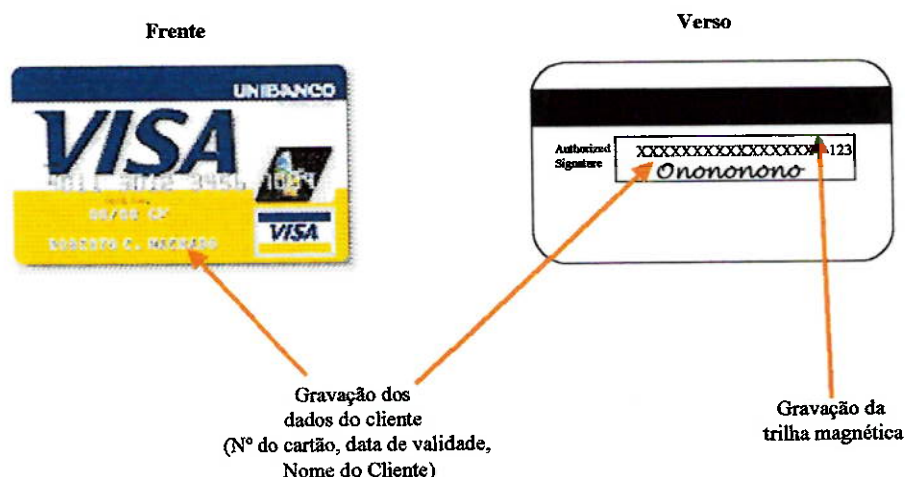 Frente
Verso
UNIBANCO
VISA
VISA
Authorized
Signature
XXXXXXXXXXXXXXXX
123
Onononono
Gravação dos
dados do cliente
(Nº do cartão, data de validade,
Nome do Cliente)
Gravação da
trilha magnética